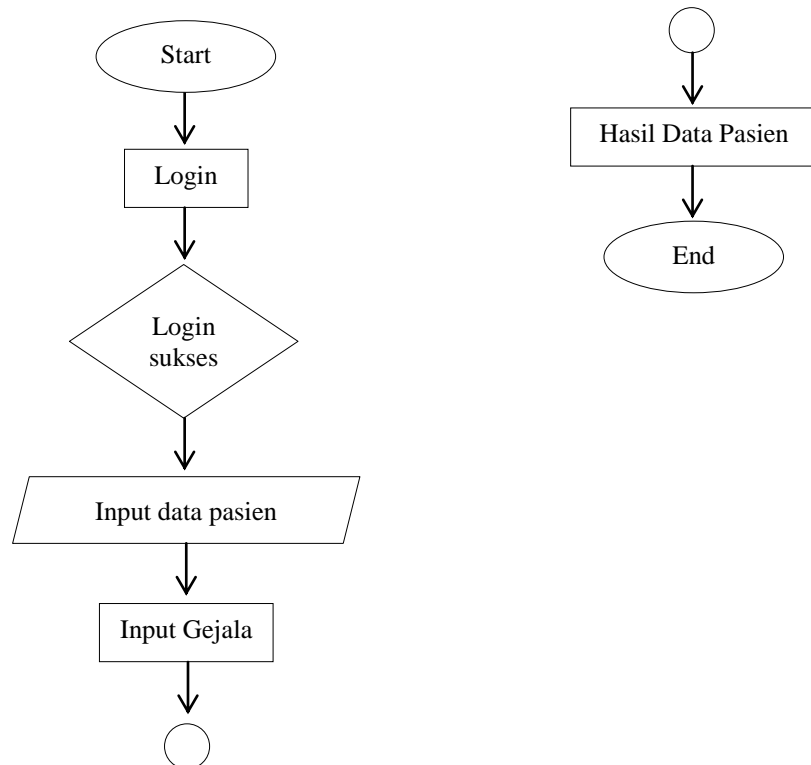 Start
Login
Login
sukses
Input data pasien
Input Gejala
Hasil Data Pasien
End